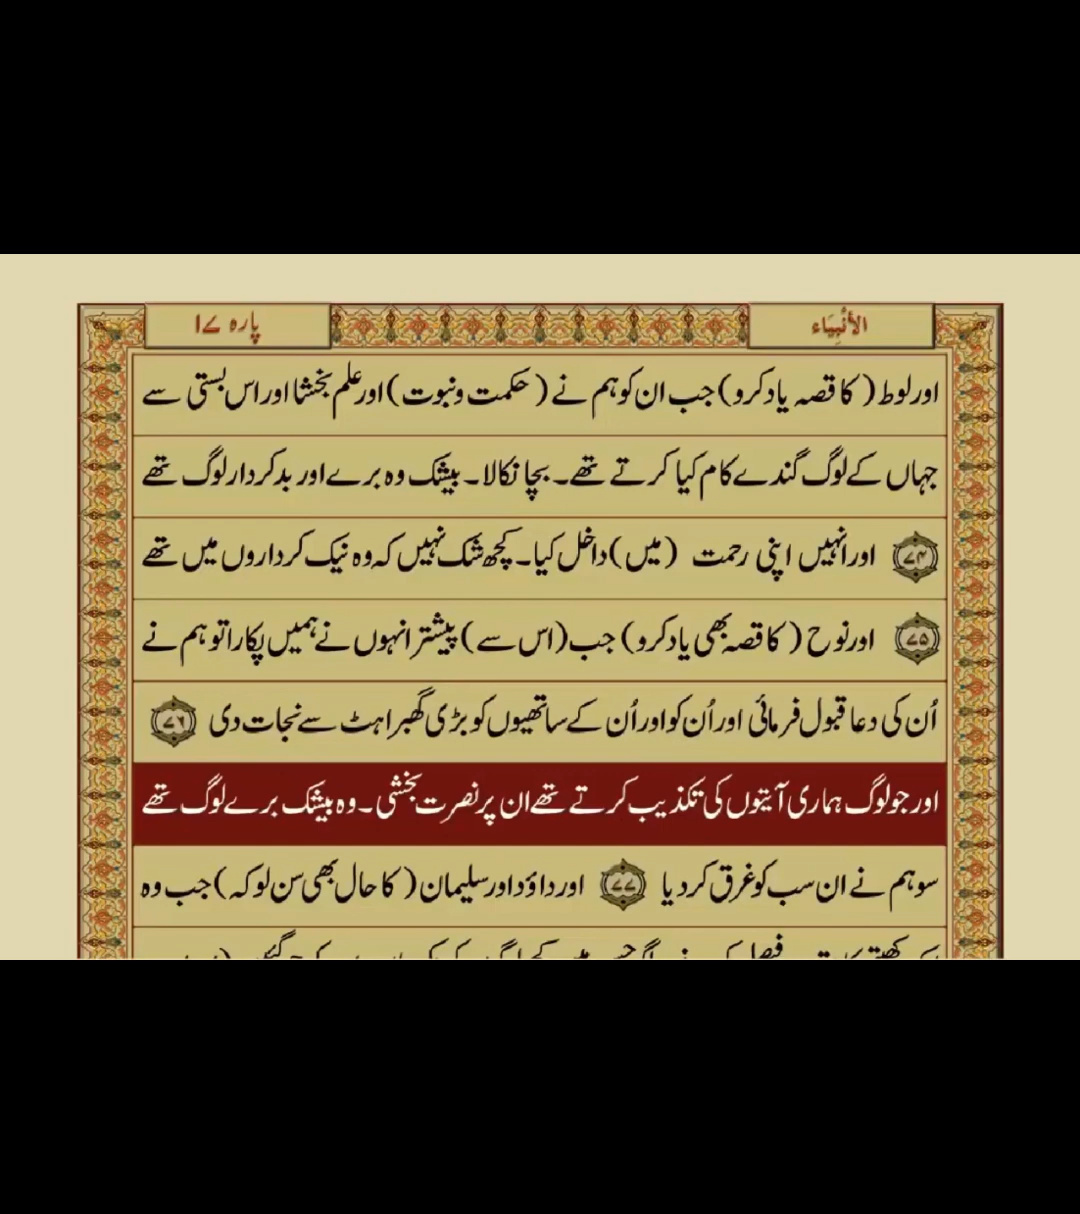 الأنبياء
پاره ۱۷
اور لوط (کا قصہ یاد کرو) جب ان کو ہم نے (حکمت ونبوت) اور علم بخشا اور اس بستی سے
جہاں کے لوگ گندے کام کیا کرتے تھے۔ بچا نکالا۔ بیشک وہ برے اور بدکردار لوگ تھے
۷۴ اور انہیں اپنی رحمت (میں) داخل کیا۔ کچھ شک نہیں کہ وہ نیک کرداروں میں تھے
۷۵ اور نوح (کا قصہ بھی یاد کرو) جب (اس سے) پیشتر انہوں نے ہمیں پکارا تو ہم نے
اُن کی دعا قبول فرمائی اور اُن کو اور اُن کے ساتھیوں کو بڑی گھبراہٹ سے نجات دی ۷۶
اور جو لوگ ہماری آیتوں کی تکذیب کرتے تھے ان پر نصرت بخشی۔ وہ بیشک برے لوگ تھے
سو ہم نے ان سب کو غرق کر دیا ۷۷ اور داؤد اور سلیمان (کا حال بھی سن لو کہ) جب وہ